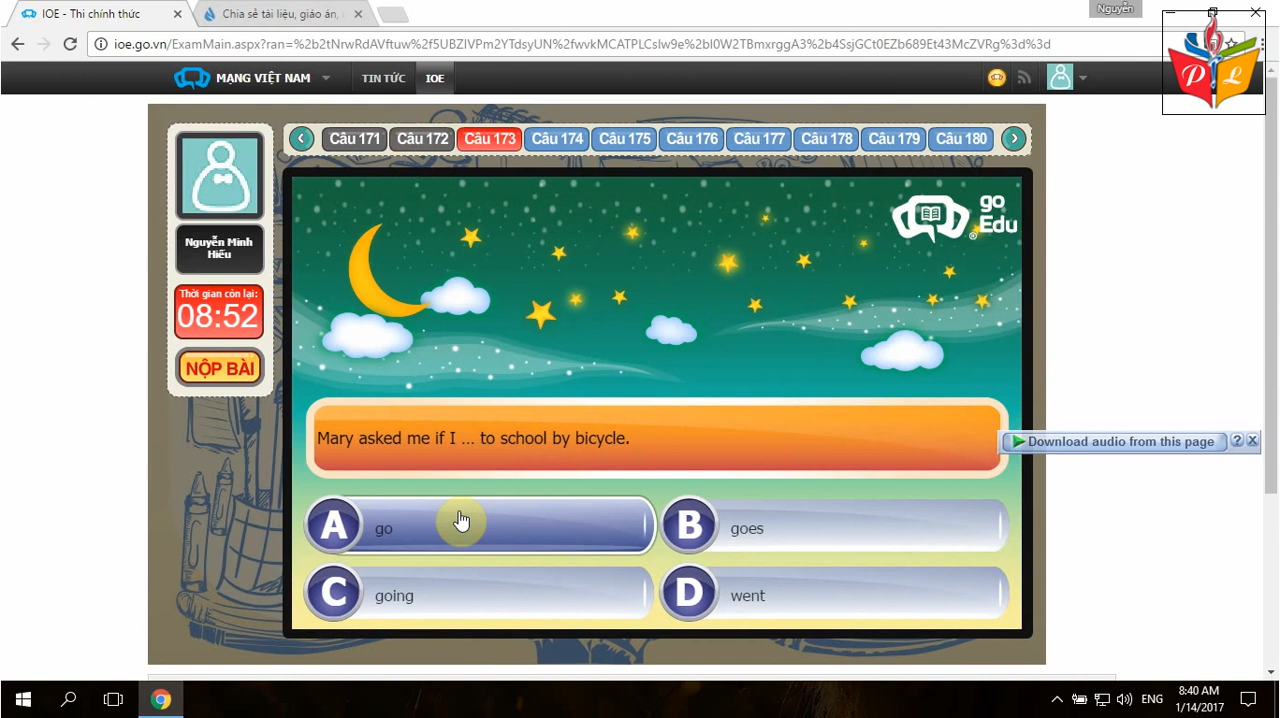 IOE - Thi chính thức
Chia sẻ tài liệu, giáo án,
Nguyễn
ioe.go.vn/ExamMain.aspx?ran=%2b2tNrwRdAVftuw%2f5UBZIVPm2YdsyUL%2fwvkMCATPLCslw9e%2bI0W2TBmxrggA3%2b4SsjGCt0EZb689Et43McZVRg%3d%3d
P L
MẠNG VIỆT NAM
TIN TỨC
IOE
Câu 171
Câu 172
Câu 173
Câu 174
Câu 175
Câu 176
Câu 177
Câu 178
Câu 179
Câu 180
go
Edu
Nguyễn Minh
Hiếu
Thời gian còn lại:
08:52
NỘP BÀI
Mary asked me if I ... to school by bicycle.
Download audio from this page
A go
B goes
C going
D went
ENG
8:40 AM
1/14/2017